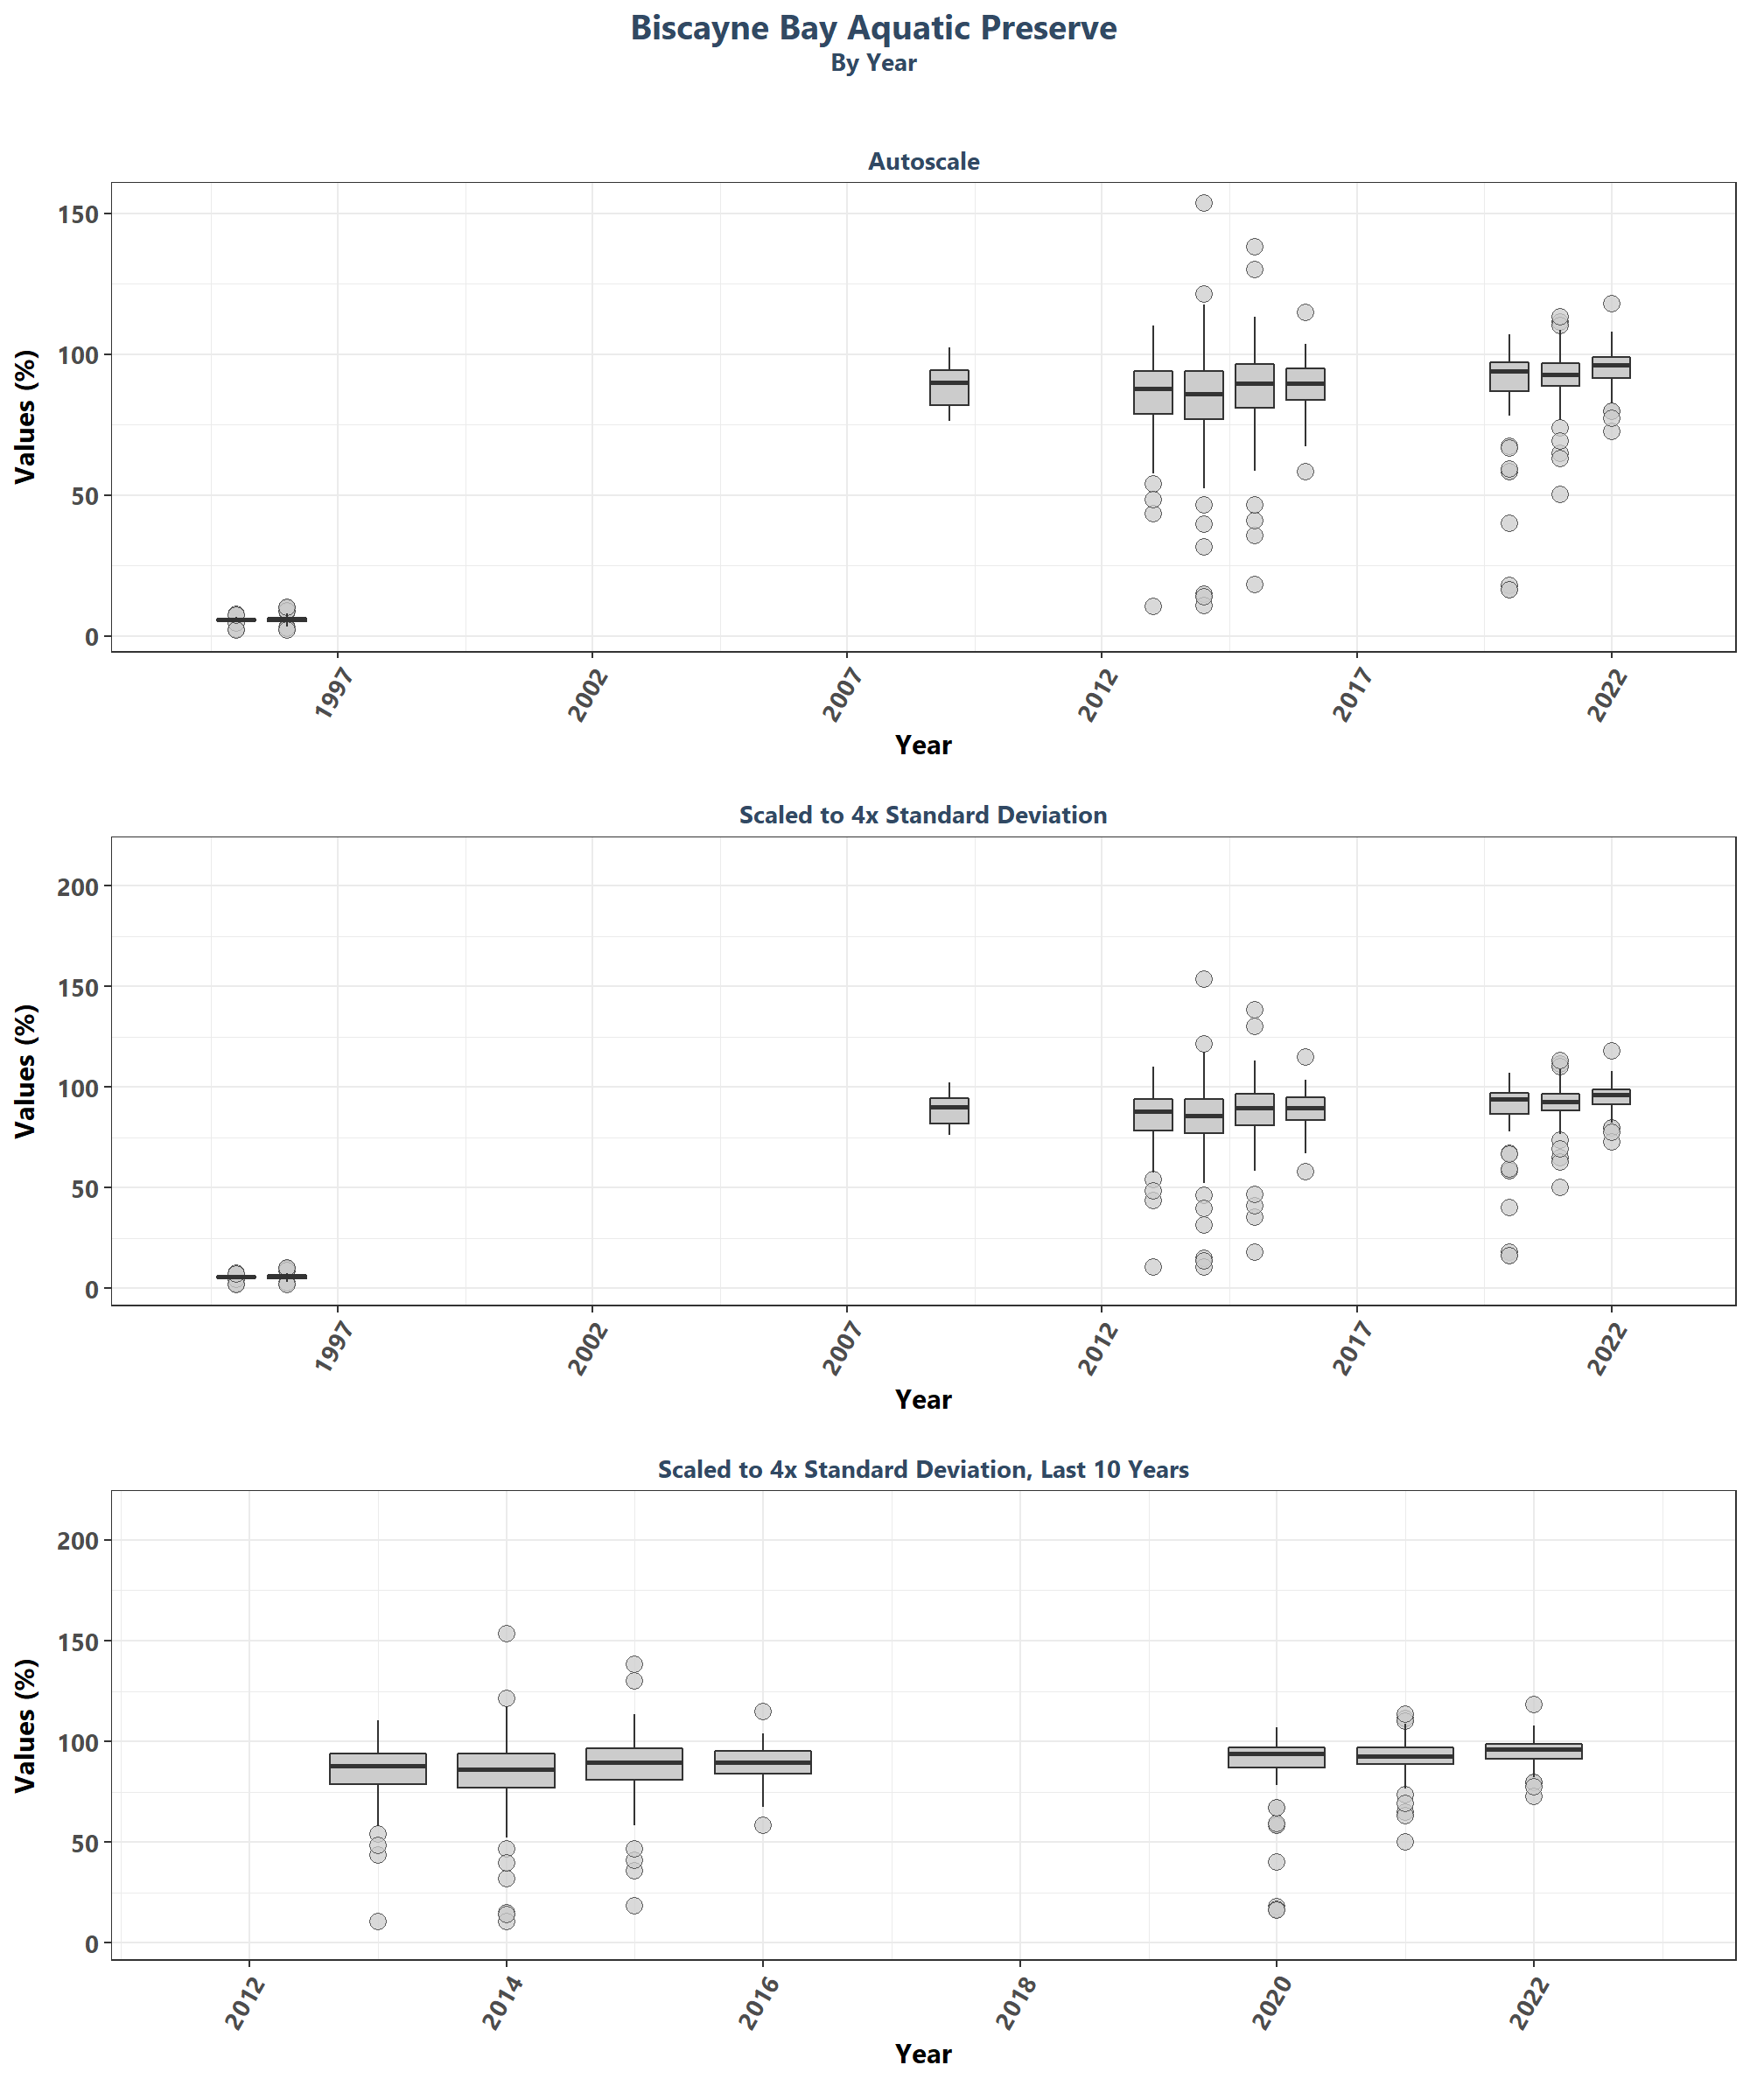 Biscayne Bay Aquatic Preserve
By Year
Autoscale
Values (%)
150
100
50
0
1997
2002
2007
2012
2017
2022
Year
Scaled to 4x Standard Deviation
Values (%)
200
150
100
50
0
1997
2002
2007
2012
2017
2022
Year
Scaled to 4x Standard Deviation, Last 10 Years
Values (%)
200
150
100
50
0
2012
2014
2016
2018
2020
2022
Year